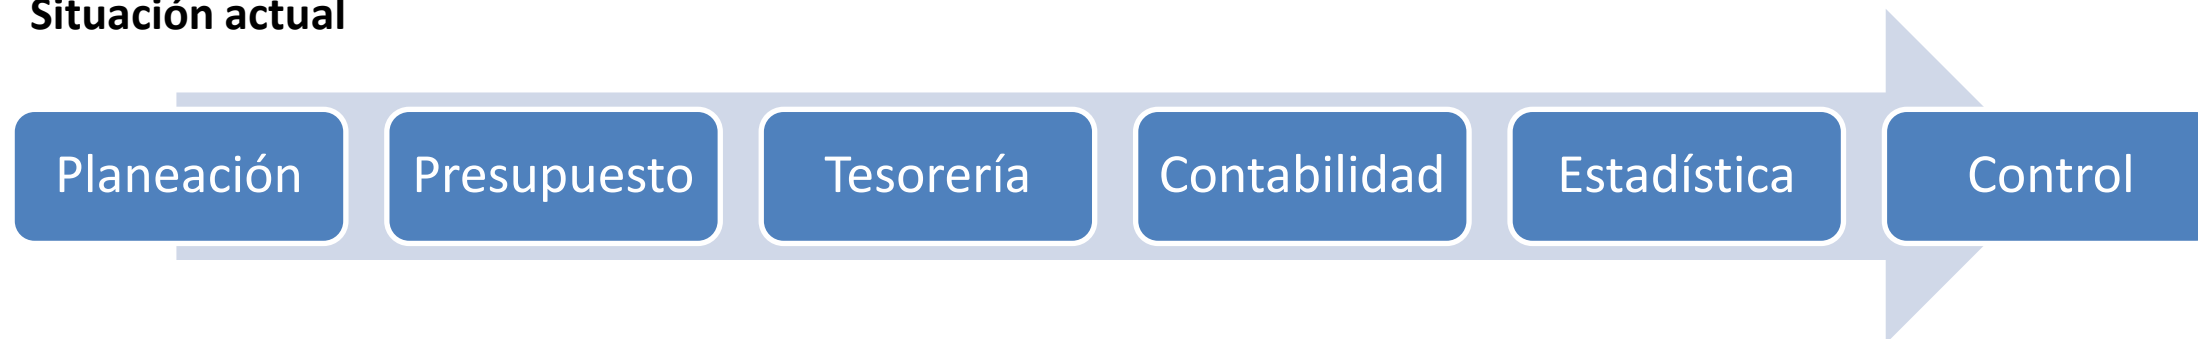 Situación actual
Planeación
Presupuesto
Tesorería
Contabilidad
Estadística
Control